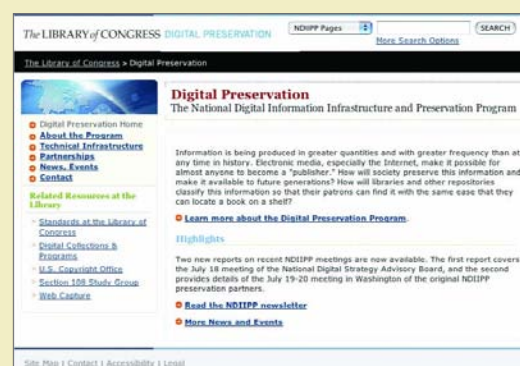 The LIBRARY of CONGRESS DIGITAL PRESERVATION
NDIIPP Pages
SEARCH
More Search Options
The Library of Congress > Digital Preservation
Digital Preservation Home
About the Program
Technical Infrastructure
Partnerships
News, Events
Contact
Related Resources at the
Library
Standards at the Library of
Congress
Digital Collections &
Programs
U.S. Copyright Office
Section 108 Study Group
Web Capture
Digital Preservation
The National Digital Information Infrastructure and Preservation Program
Information is being produced in greater quantities and with greater frequency than at
any time in history. Electronic media, especially the Internet, make it possible for
almost anyone to become a "publisher." How will society preserve this information and
make it available to future generations? How will libraries and other repositories
classify this information so that their patrons can find it with the same ease that they
can locate a book on a shelf?
Learn more about the Digital Preservation Program.
Highlights
Two new reports on recent NDIIPP meetings are now available. The first report covers
the July 18 meeting of the National Digital Strategy Advisory Board, and the second
provides details of the July 19-20 meeting in Washington of the original NDIIPP
preservation partners.
Read the NDIIPP newsletter
More News and Events
Site Map | Contact | Accessibility | Legal